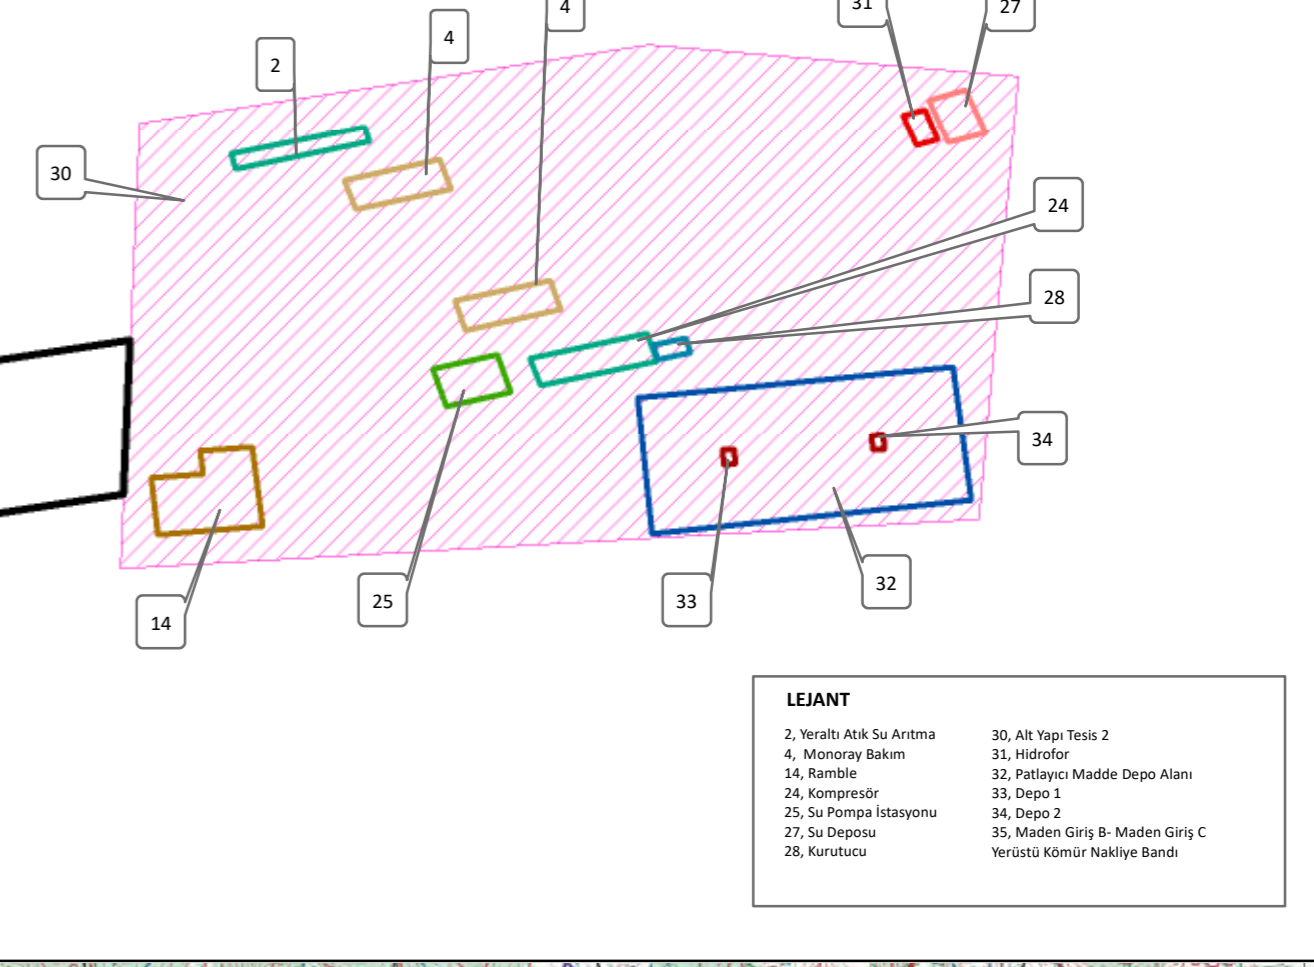 31
27
4
4
2
30
24
28
34
14
25
33
32
LEJANT
2, Yeraltı Atık Su Arıtma
4,  Monoray Bakım
14, Ramble
24, Kompresör
25, Su Pompa İstasyonu
27, Su Deposu
28, Kurutucu
30, Alt Yapı Tesis 2
31, Hidrofor
32, Patlayıcı Madde Depo Alanı
33, Depo 1
34, Depo 2
35, Maden Giriş B- Maden Giriş C
Yerüstü Kömür Nakliye Bandı